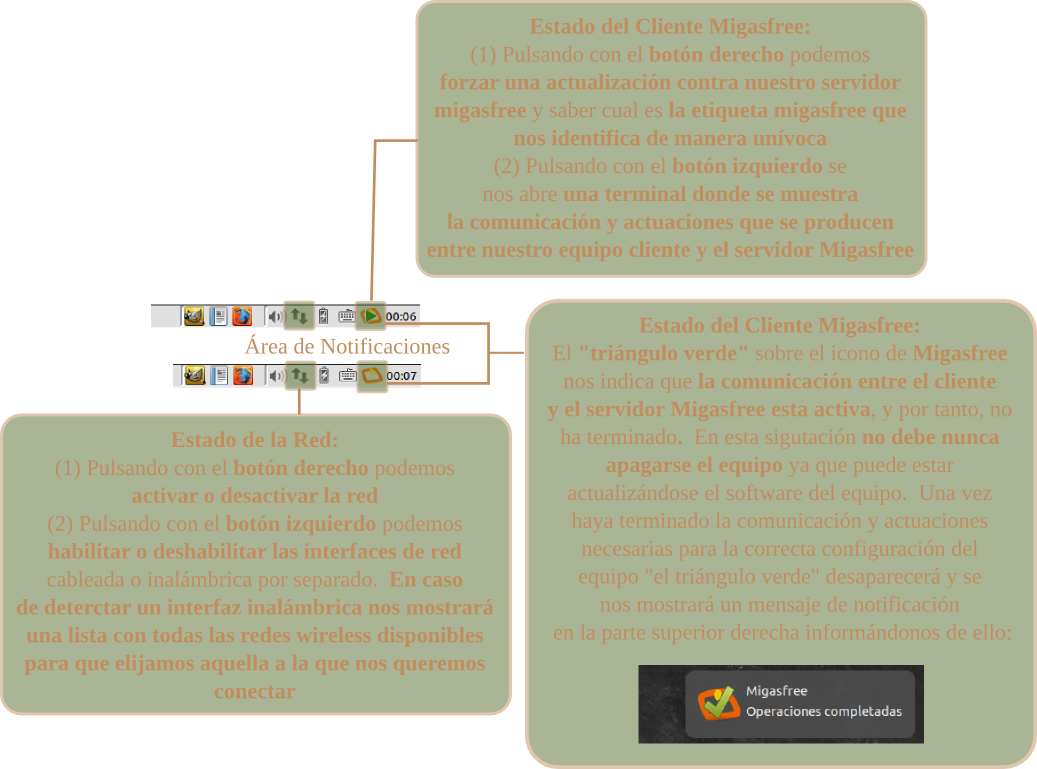 Estado del Cliente Migasfree:
(1) Pulsando con el botón derecho podemos
forzar una actualización contra nuestro servidor
migasfree y saber cual es la etiqueta migasfree que
nos identifica de manera unívoca
(2) Pulsando con el botón izquierdo se
nos abre una terminal donde se muestra
la comunicación y actuaciones que se producen
entre nuestro equipo cliente y el servidor Migasfree
00:06
Área de Notificaciones
00:07
Estado de la Red:
(1) Pulsando con el botón derecho podemos
activar o desactivar la red
(2) Pulsando con el botón izquierdo podemos
habilitar o deshabilitar las interfaces de red
cableada o inalámbrica por separado.  En caso
de deterctar un interfaz inalámbrica nos mostrará
una lista con todas las redes wireless disponibles
para que elijamos aquella a la que nos queremos
conectar
Estado del Cliente Migasfree:
El "triángulo verde" sobre el icono de Migasfree
nos indica que la comunicación entre el cliente
y el servidor Migasfree esta activa, y por tanto, no
ha terminado.  En esta sigutación no debe nunca
apagarse el equipo ya que puede estar
actualizándose el software del equipo.  Una vez
haya terminado la comunicación y actuaciones
necesarias para la correcta configuración del
equipo "el triángulo verde" desaparecerá y se
nos mostrará un mensaje de notificación
en la parte superior derecha informándonos de ello:
Migasfree
Operaciones completadas